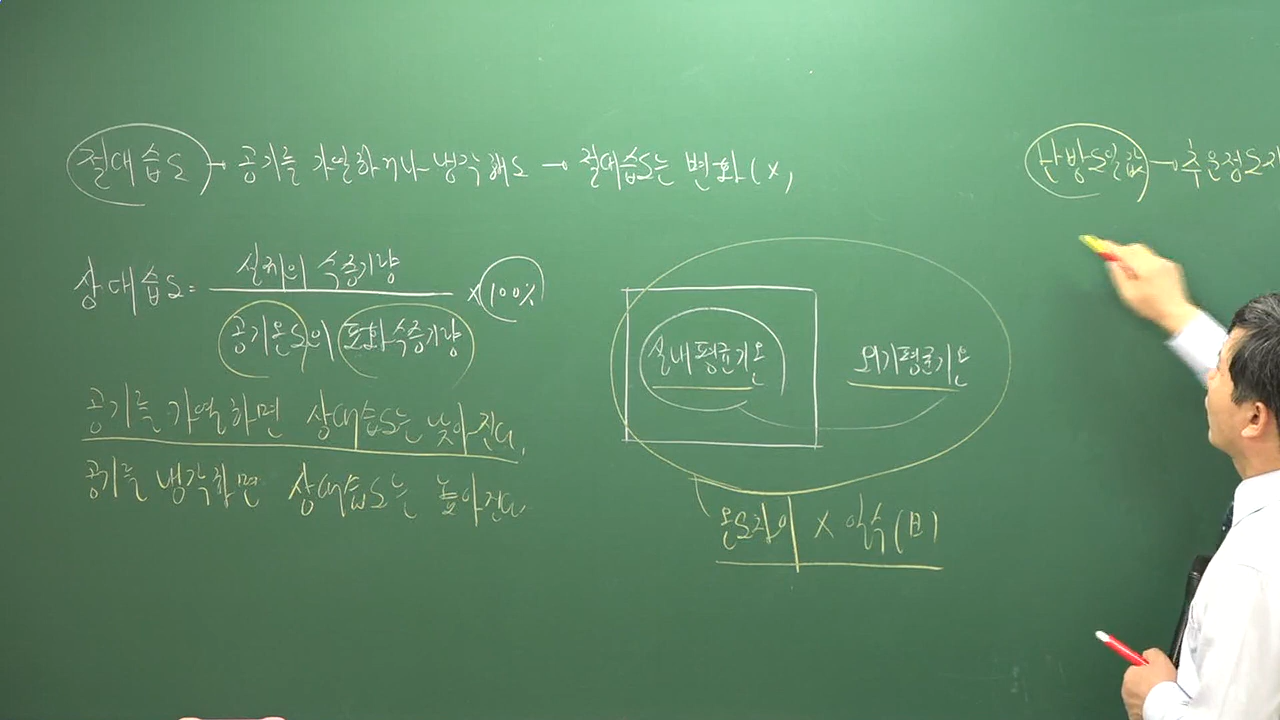 절대습도 → 공기를 가열하거나 냉각해도 → 절대습도는 변화(x)
상대습도 = 실제의 수증기량 / 공기온도의 포화수증기량 × 100%
공기를 가열하면 상대습도는 낮아진다.
공기를 냉각하면 상대습도는 높아진다.
실내평균기온
외기평균기온
온도차이 × 일수(日)
난방도일값 → 추운정도